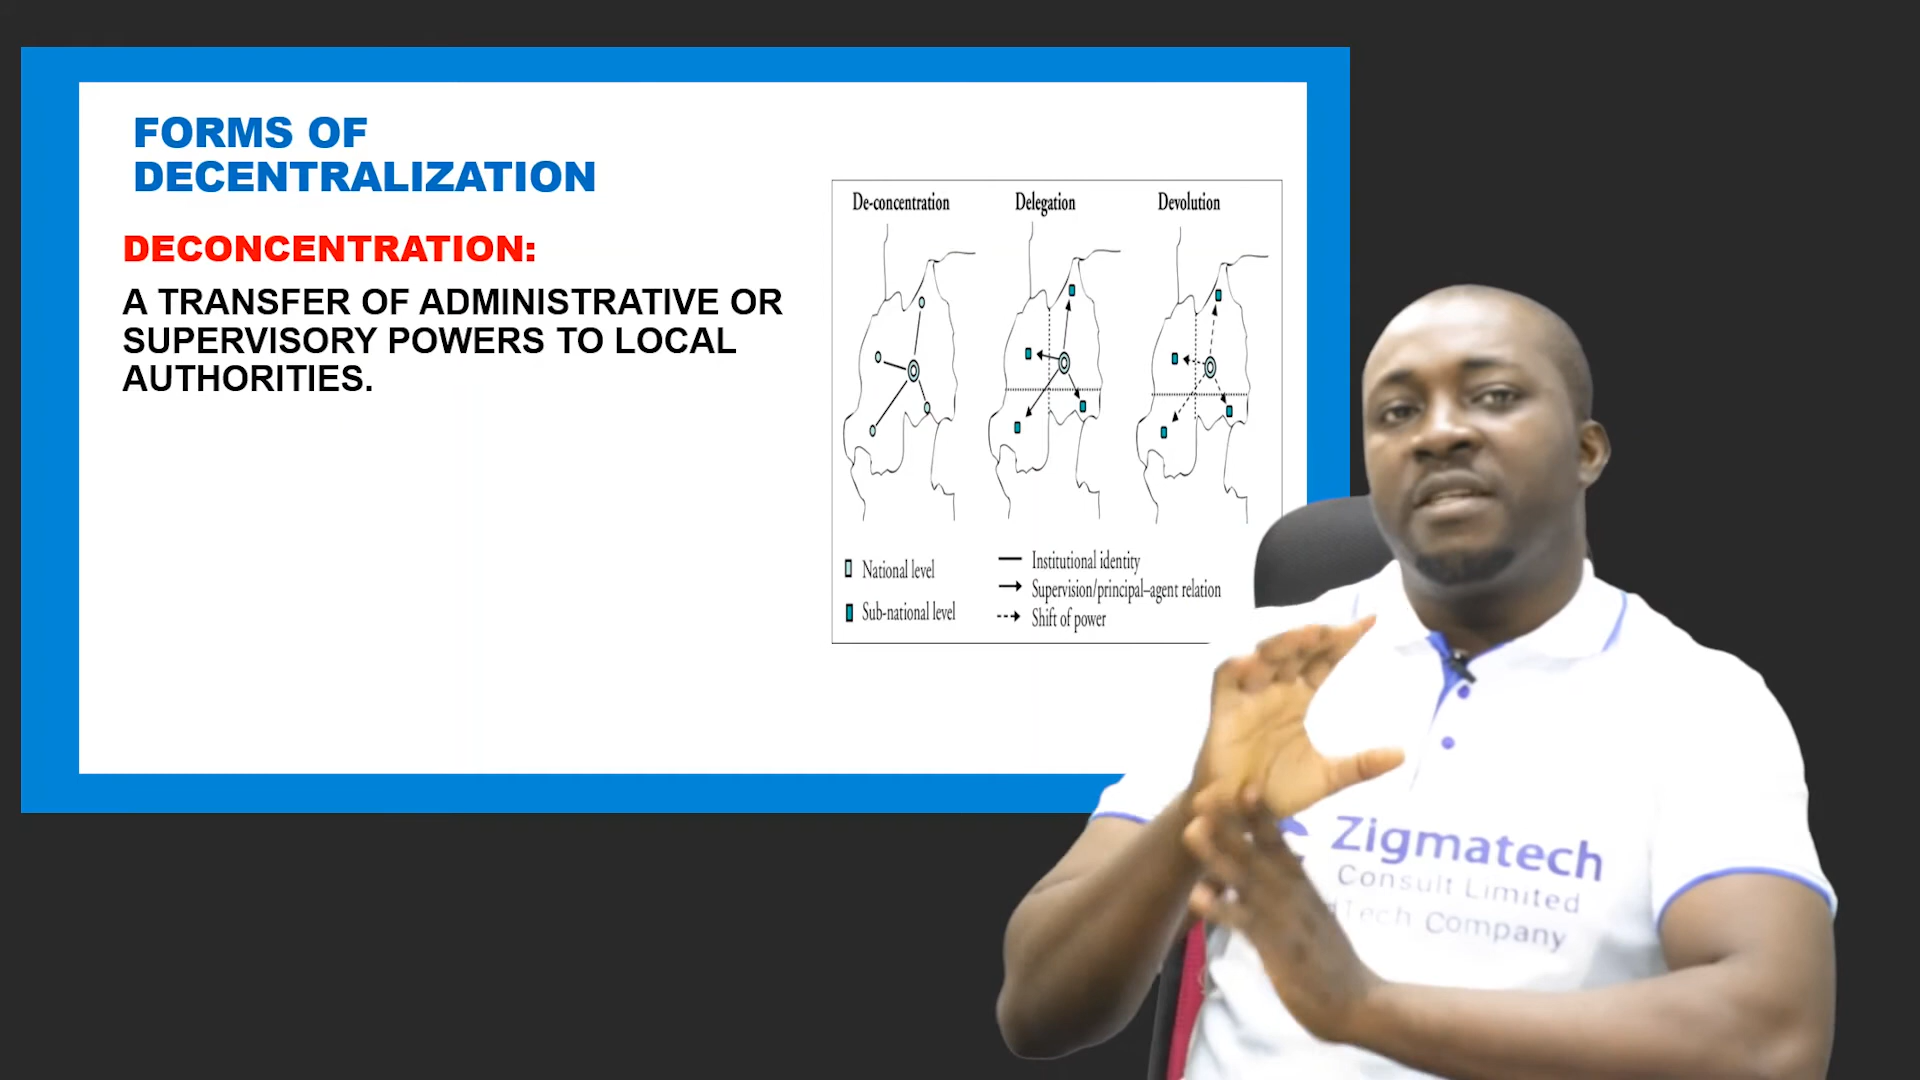 FORMS OF
DECENTRALIZATION
DECONCENTRATION:
A TRANSFER OF ADMINISTRATIVE OR
SUPERVISORY POWERS TO LOCAL
AUTHORITIES.
De-concentration
Delegation
Devolution
National level
Sub-national level
Institutional identity
Supervision/principal–agent relation
Shift of power
Zigmatech
Consult Limited
Tech Company